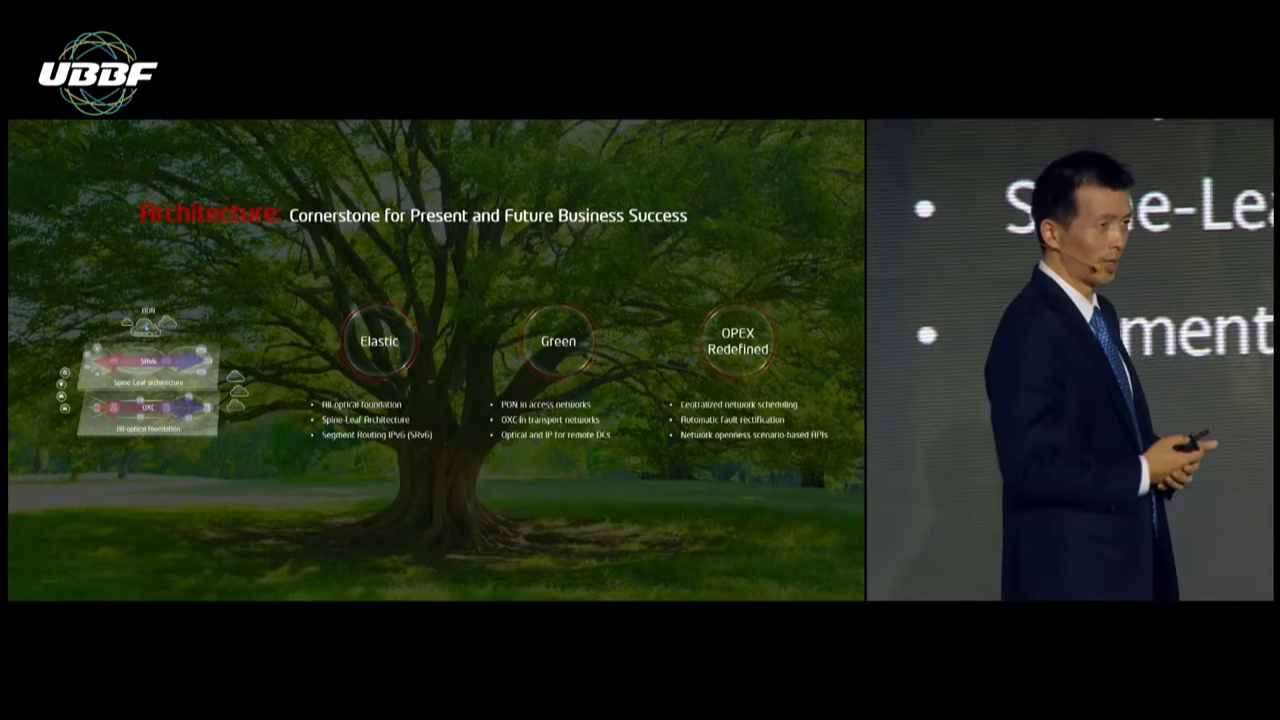 UBBF
Architecture: Cornerstone for Present and Future Business Success
ADN
SRv6
Spine-Leaf architecture
OXC
All-optical foundation
Elastic
• All-optical foundation
• Spine-Leaf Architecture
• Segment Routing IPv6 (SRv6)
Green
• PON in access networks
• OXC in transport networks
• Optical and IP for remote DCs
OPEX
Redefined
• Centralized network scheduling
• Automatic fault rectification
• Network openness scenario-based APIs
• S e-Lea
• ment